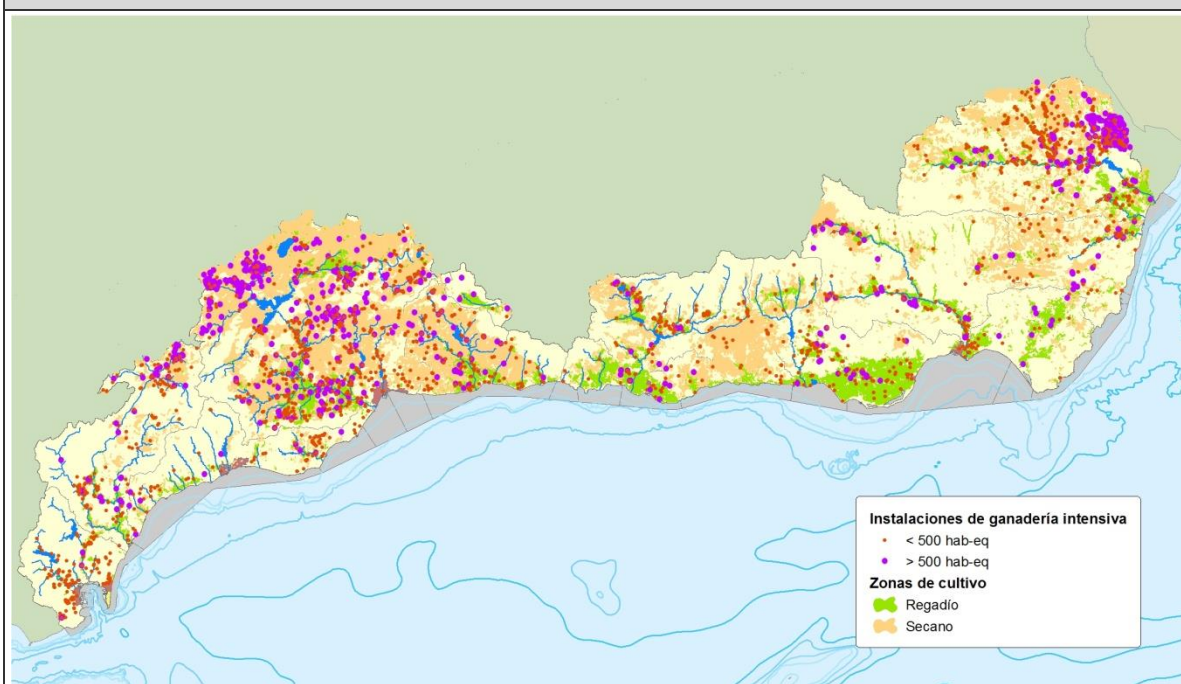 Instalaciones de ganadería intensiva
< 500 hab-eq
> 500 hab-eq
Zonas de cultivo
Regadío
Secano